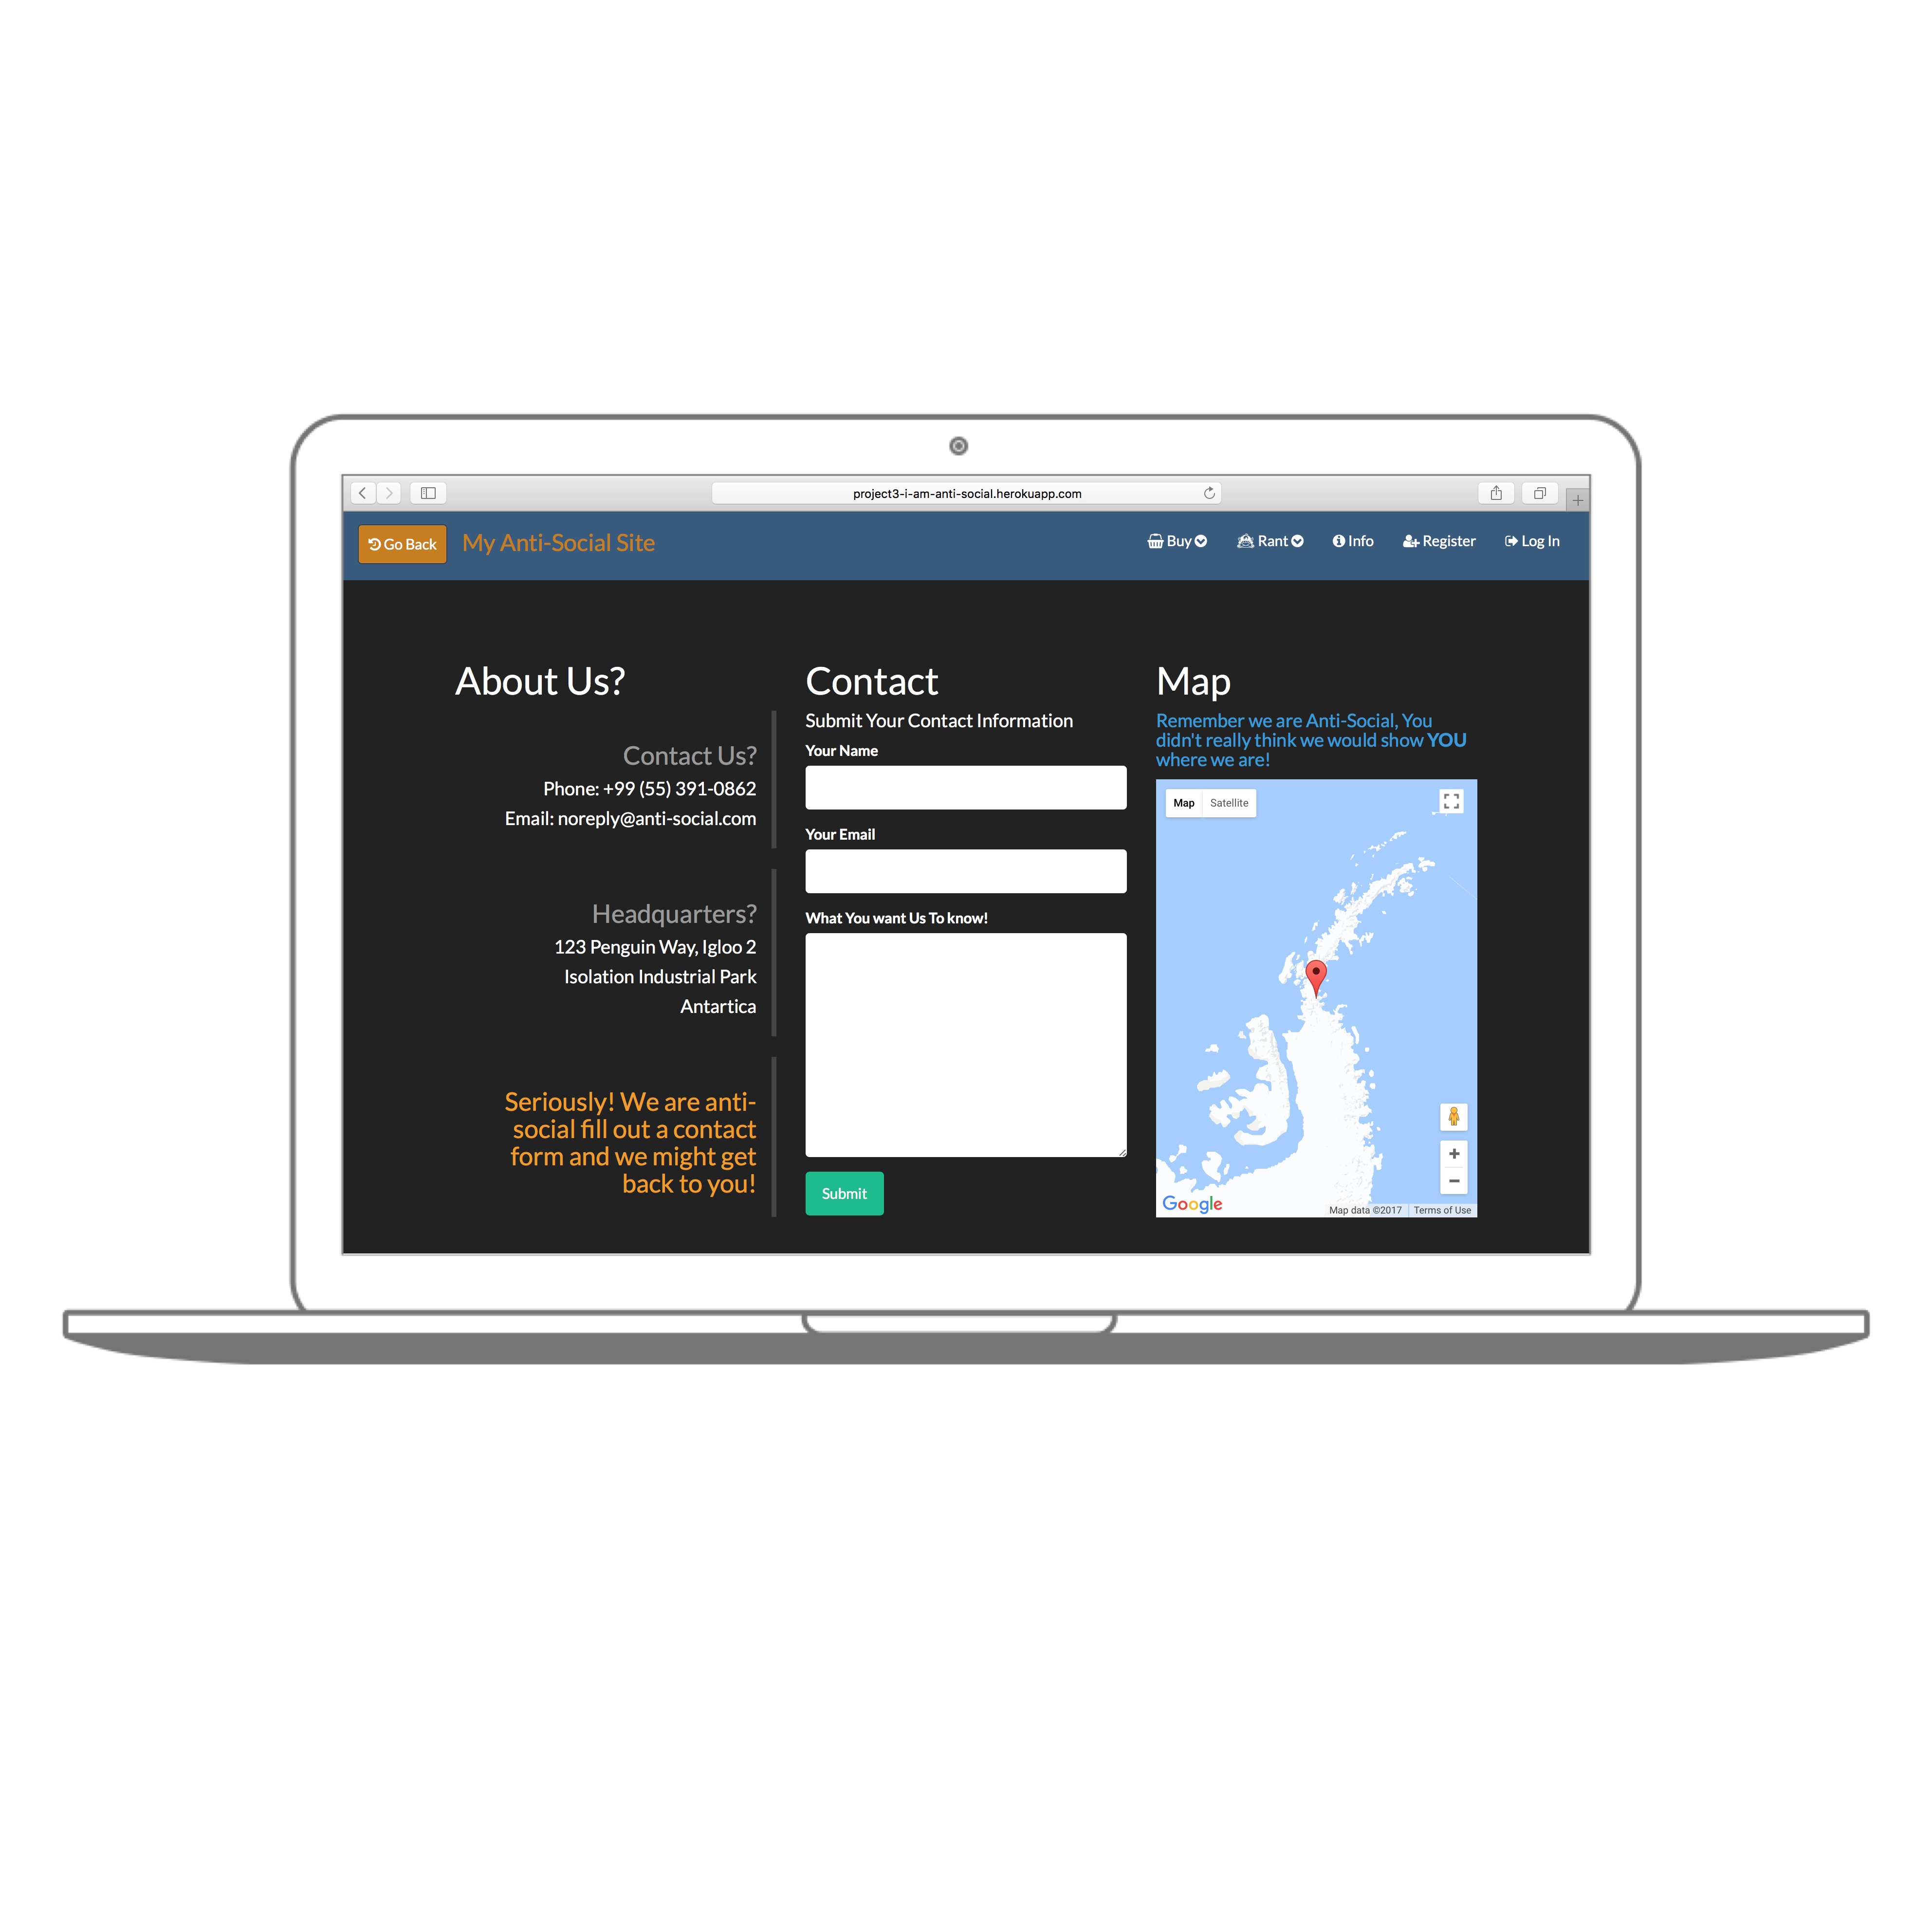 project3-i-am-anti-social.herokuapp.com
Go Back
My Anti-Social Site
Buy
Rant
Info
Register
Log In
About Us?
Contact Us?
Phone: +99 (55) 391-0862
Email: noreply@anti-social.com
Headquarters?
123 Penguin Way, Igloo 2
Isolation Industrial Park
Antartica
Seriously! We are anti-
social fill out a contact
form and we might get
back to you!
Contact
Submit Your Contact Information
Your Name
Your Email
What You want Us To know!
Submit
Map
Remember we are Anti-Social, You
didn't really think we would show YOU
where we are!
Map
Satellite
Google
Map data ©2017
Terms of Use